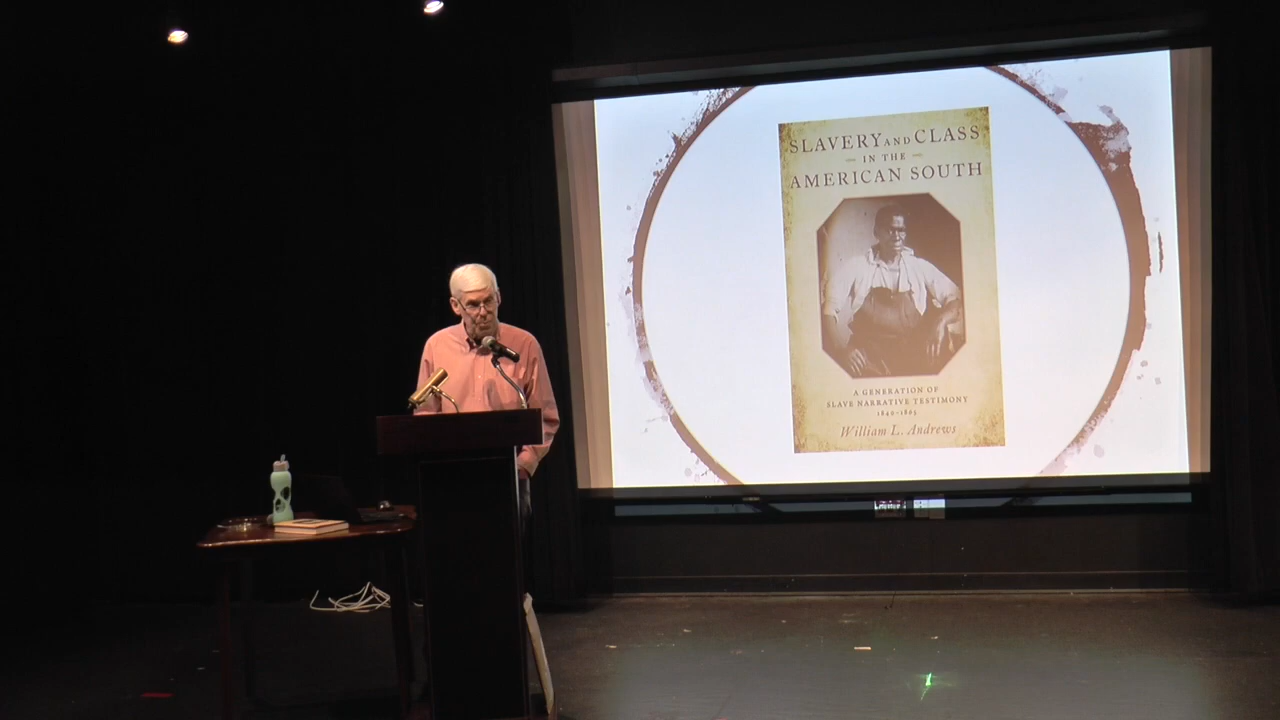 SLAVERY AND CLASS
IN THE
AMERICAN SOUTH
A GENERATION OF
SLAVE NARRATIVE TESTIMONY
1840–1865
William L. Andrews